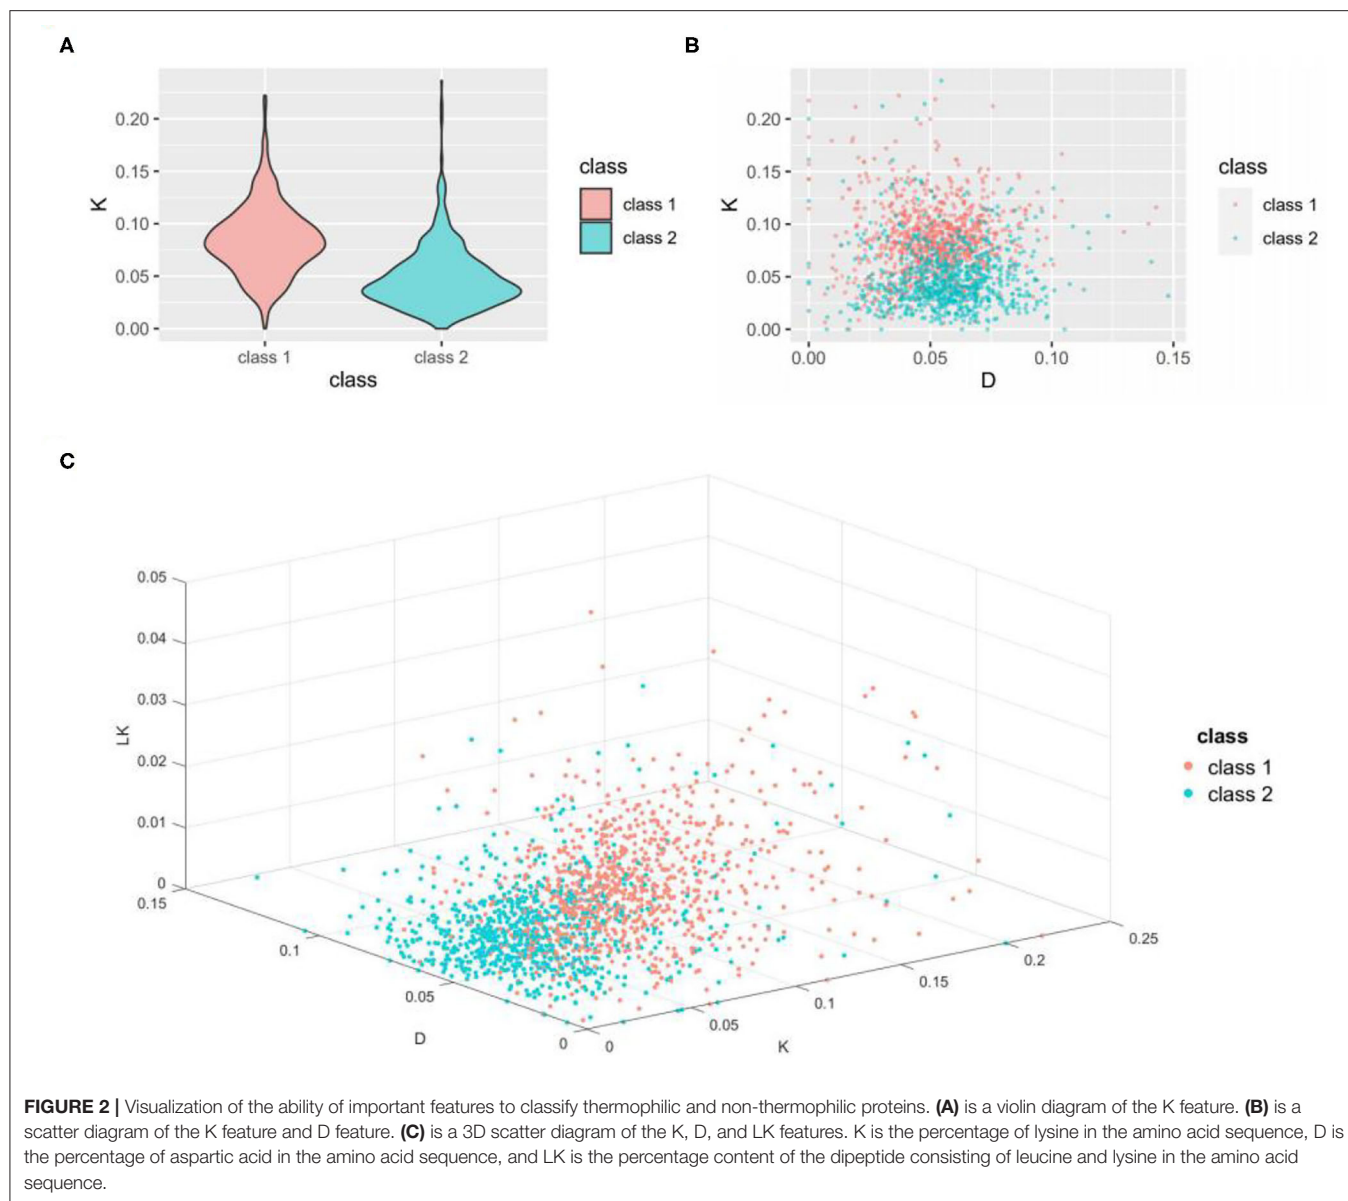 A
K
0.20
0.15
0.10
0.05
0.00
class 1
class 2
class
class
class 1
class 2
B
K
0.20
0.15
0.10
0.05
0.00
0.00
0.05
0.10
0.15
D
class
class 1
class 2
C
0.05
0.04
0.03
0.02
0.01
0
LK
0.15
0.1
0.05
0
D
0
0.05
0.1
0.15
0.2
0.25
K
class
class 1
class 2
FIGURE 2 | Visualization of the ability of important features to classify thermophilic and non-thermophilic proteins. (A) is a violin diagram of the K feature. (B) is a
scatter diagram of the K feature and D feature. (C) is a 3D scatter diagram of the K, D, and LK features. K is the percentage of lysine in the amino acid sequence, D is
the percentage of aspartic acid in the amino acid sequence, and LK is the percentage content of the dipeptide consisting of leucine and lysine in the amino acid
sequence.